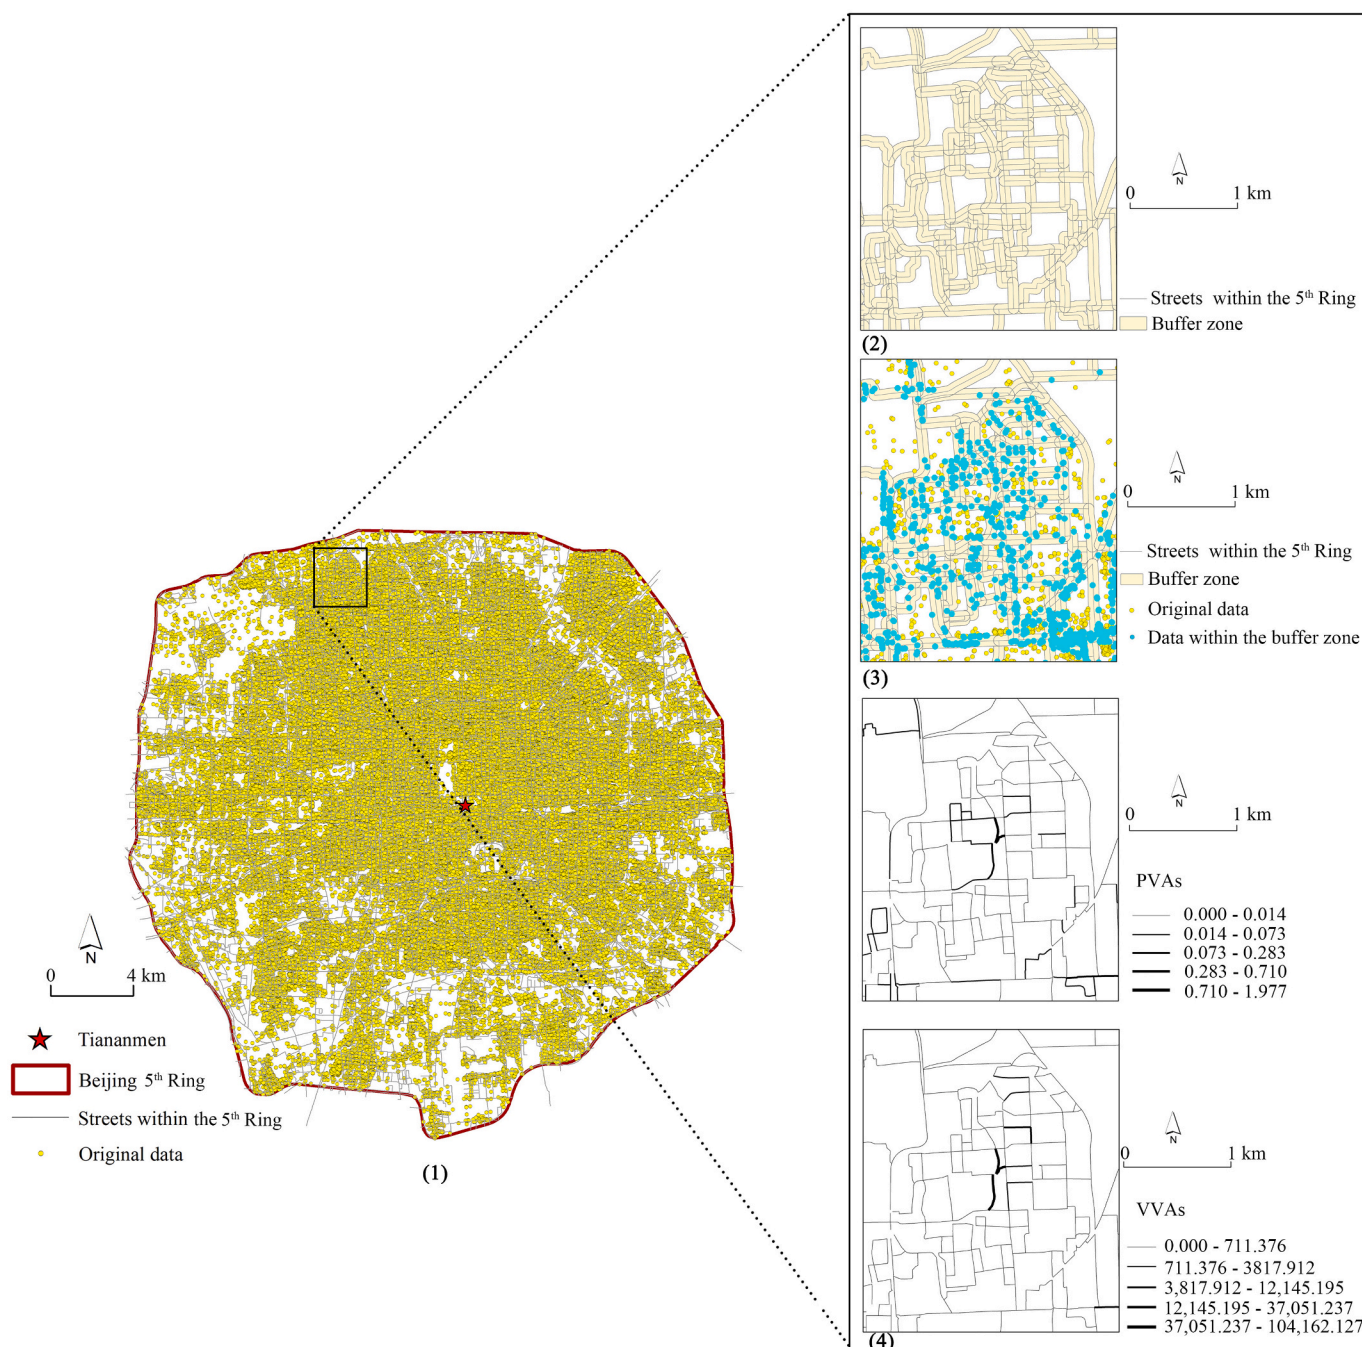 N
0 1 km
Streets within the 5th Ring
Buffer zone
(2)
N
0 1 km
Streets within the 5th Ring
Buffer zone
Original data
Data within the buffer zone
(3)
N
0 1 km
PVAs
0.000 - 0.014
0.014 - 0.073
0.073 - 0.283
0.283 - 0.710
0.710 - 1.977
N
0 4 km
Tiananmen
Beijing 5th Ring
Streets within the 5th Ring
Original data
(1)
N
0 1 km
VVAs
0.000 - 711.376
711.376 - 3817.912
3,817.912 - 12,145.195
12,145.195 - 37,051.237
37,051.237 - 104,162.127
(4)